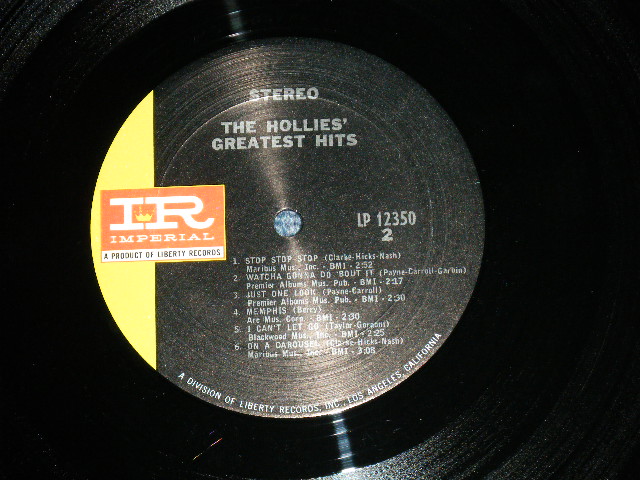 STEREO
THE HOLLIES'
GREATEST HITS
LP 12350
2
IR
IMPERIAL
A PRODUCT OF LIBERTY RECORDS
1. STOP STOP STOP (Clarke-Hicks-Nash)
Maribus Mus., Inc. - BMI - 2:52
2. WATCHA GONNA DO 'BOUT IT (Payne-Carroll-Garbin)
Premier Albums Mus. Pub. - BMI - 2:17
3. JUST ONE LOOK (Payne-Carroll)
Premier Albums Mus. Pub. - BMI - 2:30
4. MEMPHIS (Berry)
Arc Mus. Corp. - BMI - 2:30
5. I CAN'T LET GO (Taylor-Goranni)
Blackwood Mus., Inc. - BMI - 2:25
6. ON A CAROUSEL (Clarke-Hicks-Nash)
Maribus Mus., Inc. - BMI - 3:08
A DIVISION OF LIBERTY RECORDS, INC., LOS ANGELES, CALIFORNIA